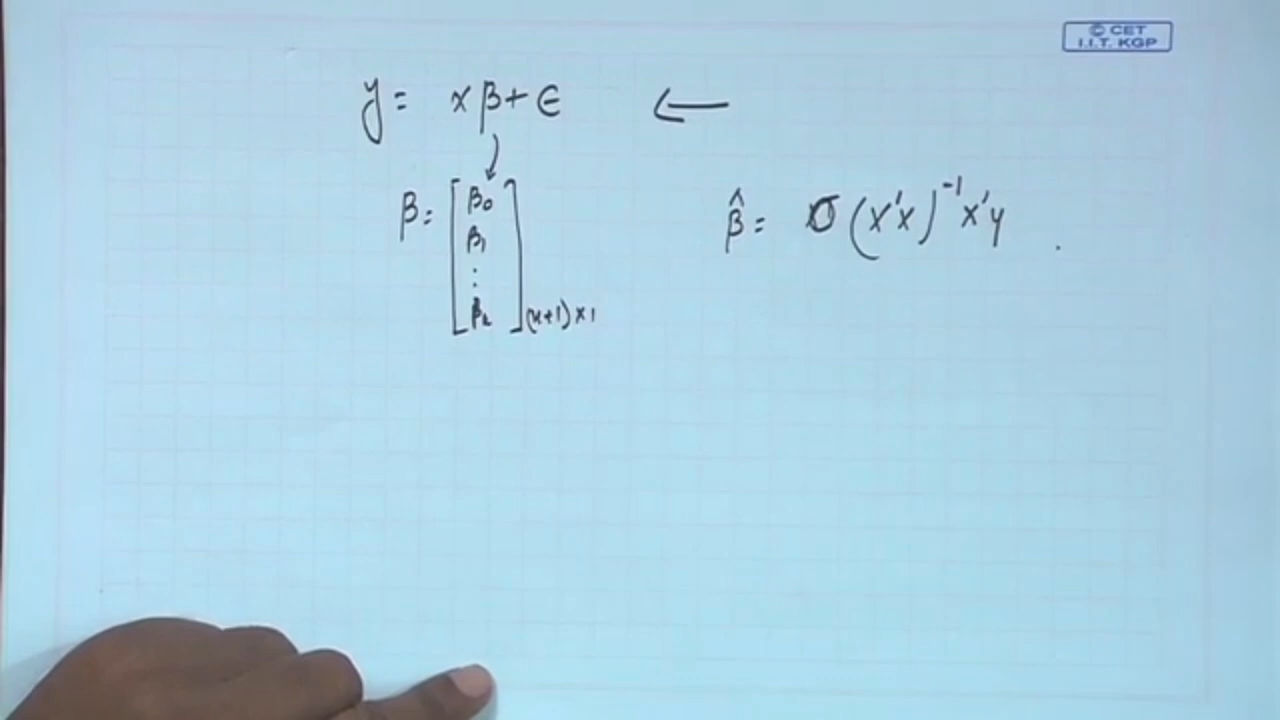 © CET
I.I.T. KGP
y = xβ + ϵ ←
β = [β₀ β₁ ⋮ βₖ](k+1)×1
β̂ = (x'x)⁻¹x'y